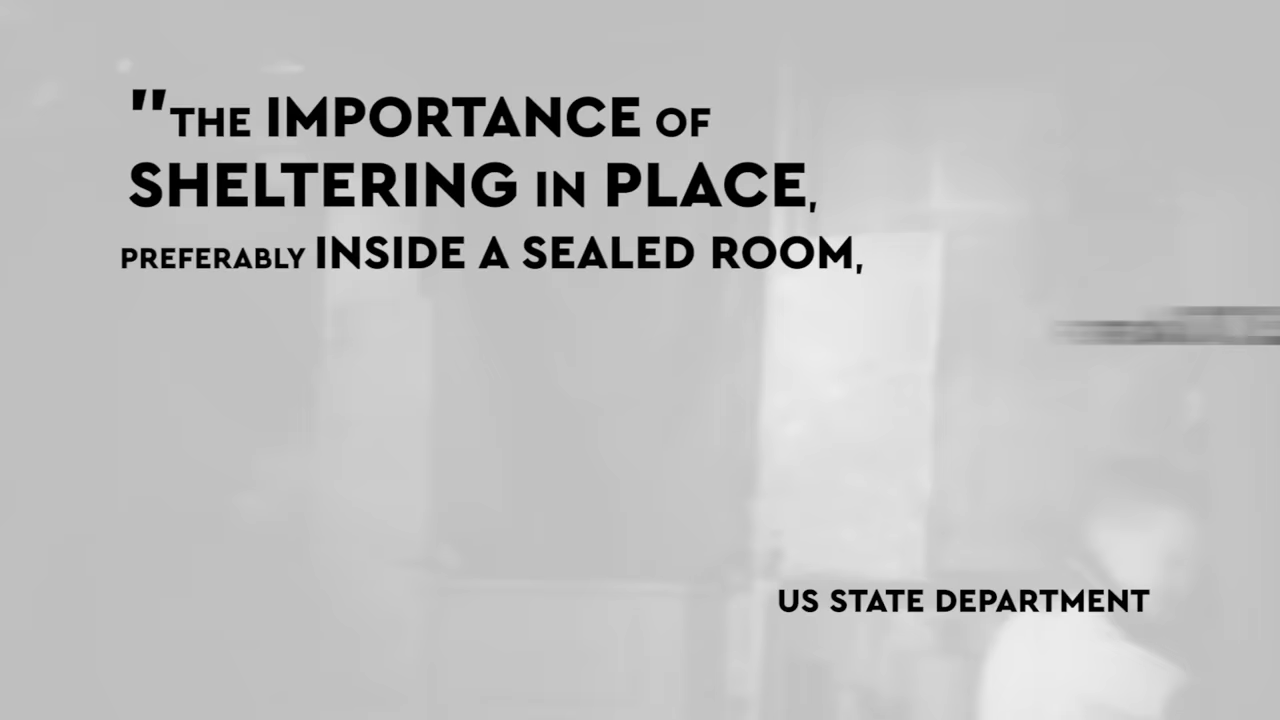 "THE IMPORTANCE OF
SHELTERING IN PLACE,
PREFERABLY INSIDE A SEALED ROOM,
US STATE DEPARTMENT